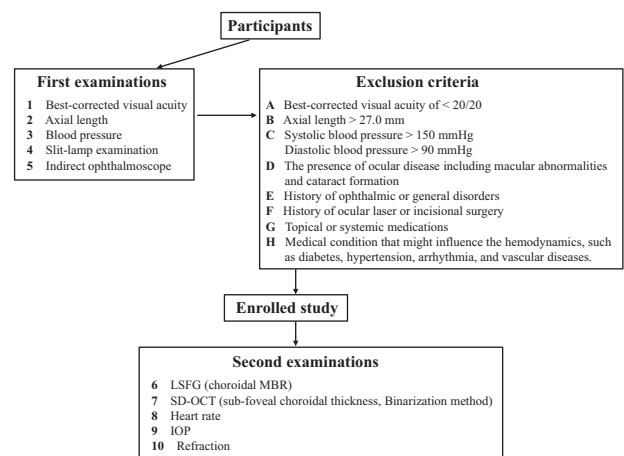 Participants
First examinations
1 Best-corrected visual acuity
2 Axial length
3 Blood pressure
4 Slit-lamp examination
5 Indirect ophthalmoscope
Exclusion criteria
A Best-corrected visual acuity of < 20/20
B Axial length > 27.0 mm
C Systolic blood pressure > 150 mmHg
Diastolic blood pressure > 90 mmHg
D The presence of ocular disease including macular abnormalities
and cataract formation
E History of ophthalmic or general disorders
F History of ocular laser or incisional surgery
G Topical or systemic medications
H Medical condition that might influence the hemodynamics, such
as diabetes, hypertension, arrhythmia, and vascular diseases.
Enrolled study
Second examinations
6 LSFG (choroidal MBR)
7 SD-OCT (sub-foveal choroidal thickness, Binarization method)
8 Heart rate
9 IOP
10 Refraction